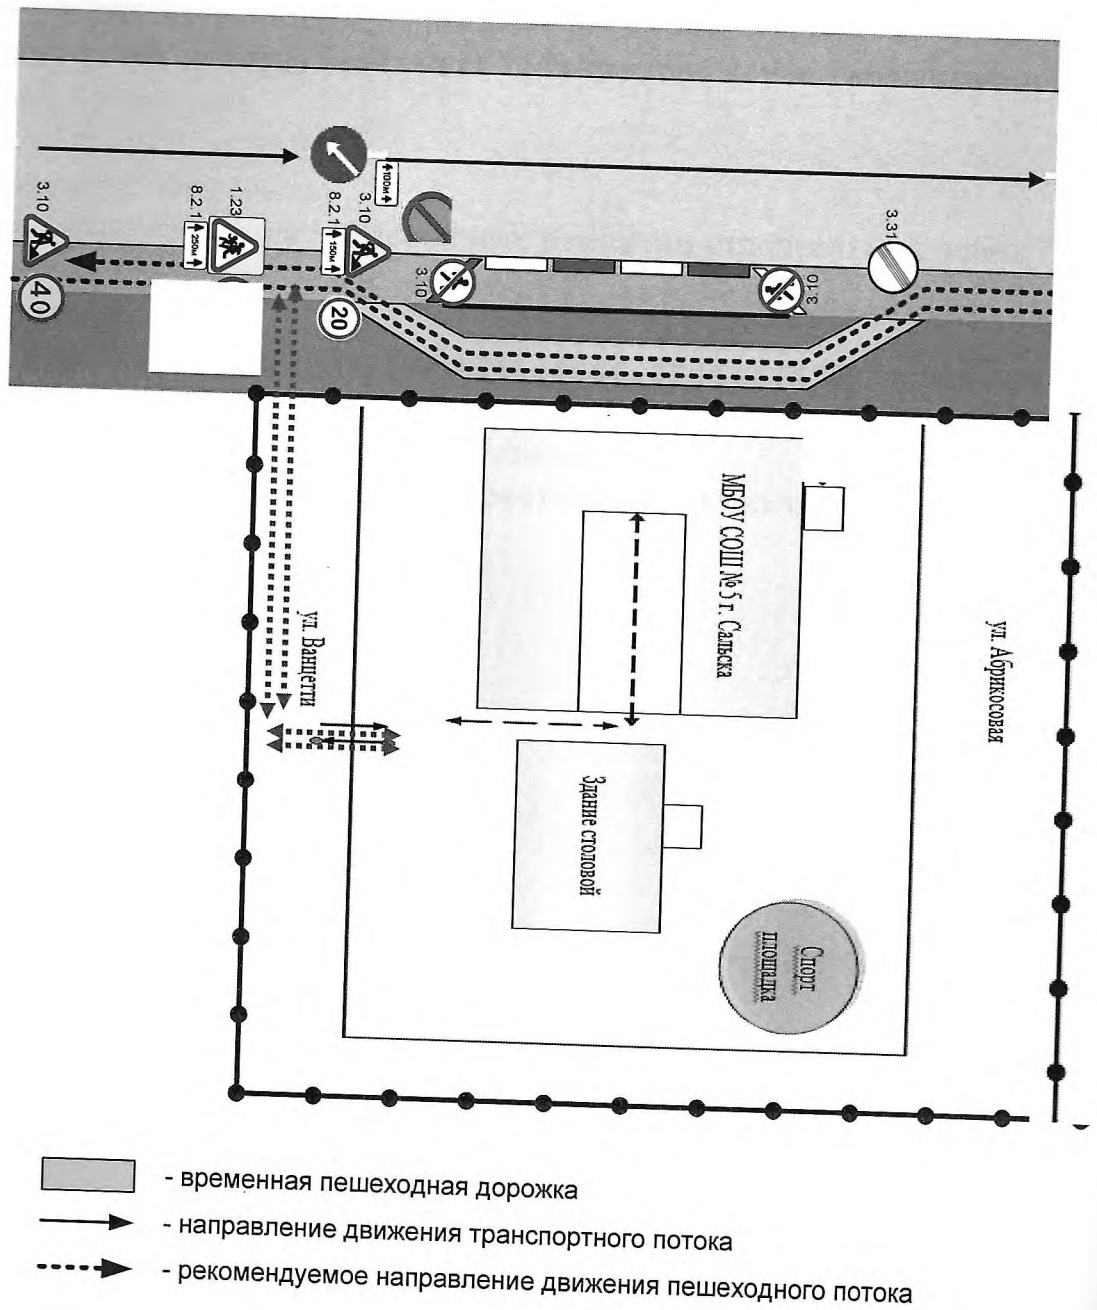 3.10
40
8.2.1
250м
1.23
8.2.1
150м
3.10
20
100м
3.10
3.10
3.31
МБОУ СОШ № 5 г. Сальска
ул. Ванцетти
ул. Абрикосовая
Здание столовой
Спорт
площадка
- временная пешеходная дорожка
- направление движения транспортного потока
- рекомендуемое направление движения пешеходного потока